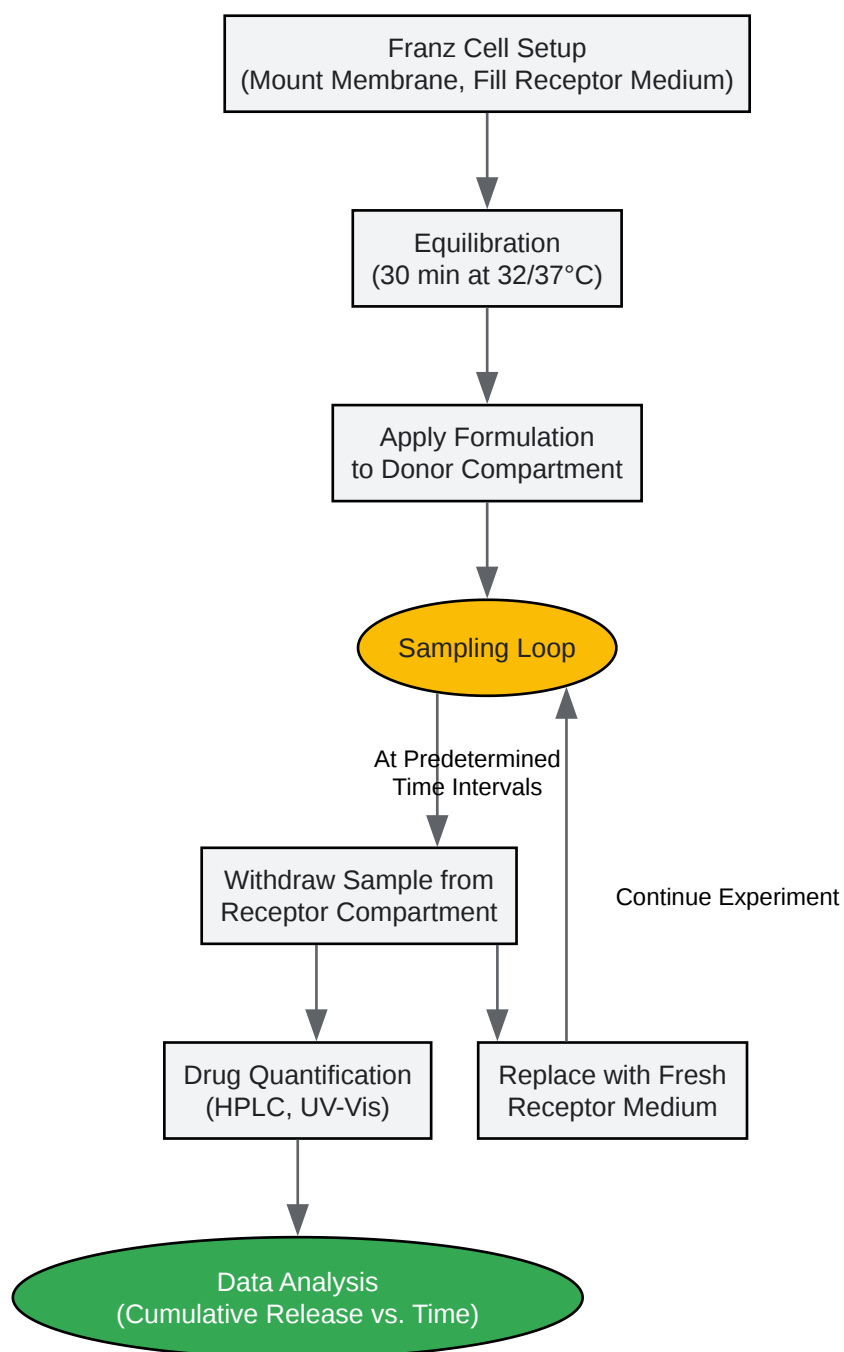 Franz Cell Setup
(Mount Membrane, Fill Receptor Medium)
Equilibration
(30 min at 32/37°C)
Apply Formulation
to Donor Compartment
Sampling Loop
At Predetermined
Time Intervals
Withdraw Sample from
Receptor Compartment
Continue Experiment
Drug Quantification
(HPLC, UV-Vis)
Replace with Fresh
Receptor Medium
Data Analysis
(Cumulative Release vs. Time)